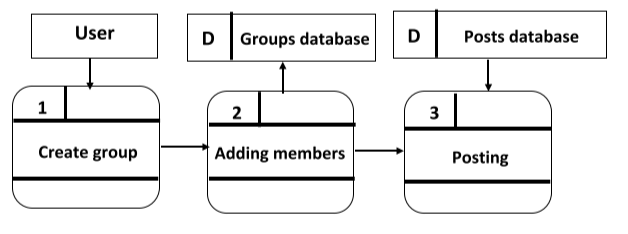 User
D Groups database
D Posts database
1
2
3
Create group
Adding members
Posting